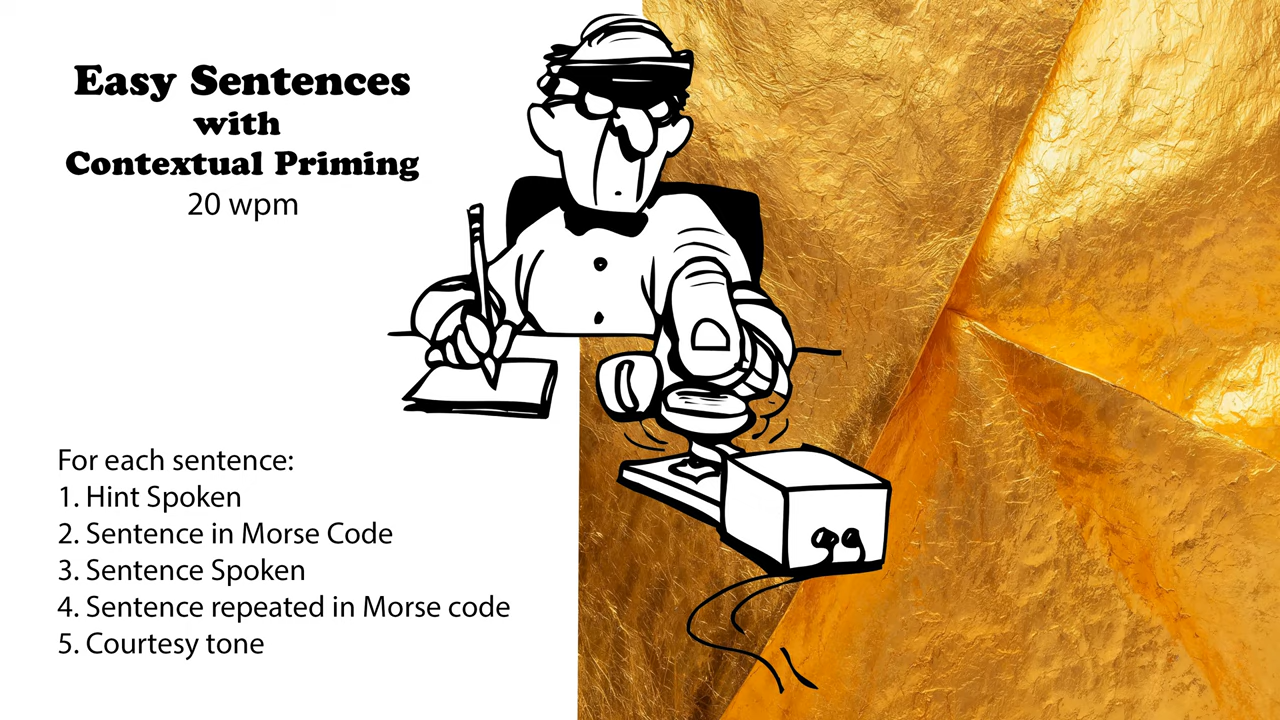 Easy Sentences
with
Contextual Priming
20 wpm
For each sentence:
1. Hint Spoken
2. Sentence in Morse Code
3. Sentence Spoken
4. Sentence repeated in Morse code
5. Courtesy tone